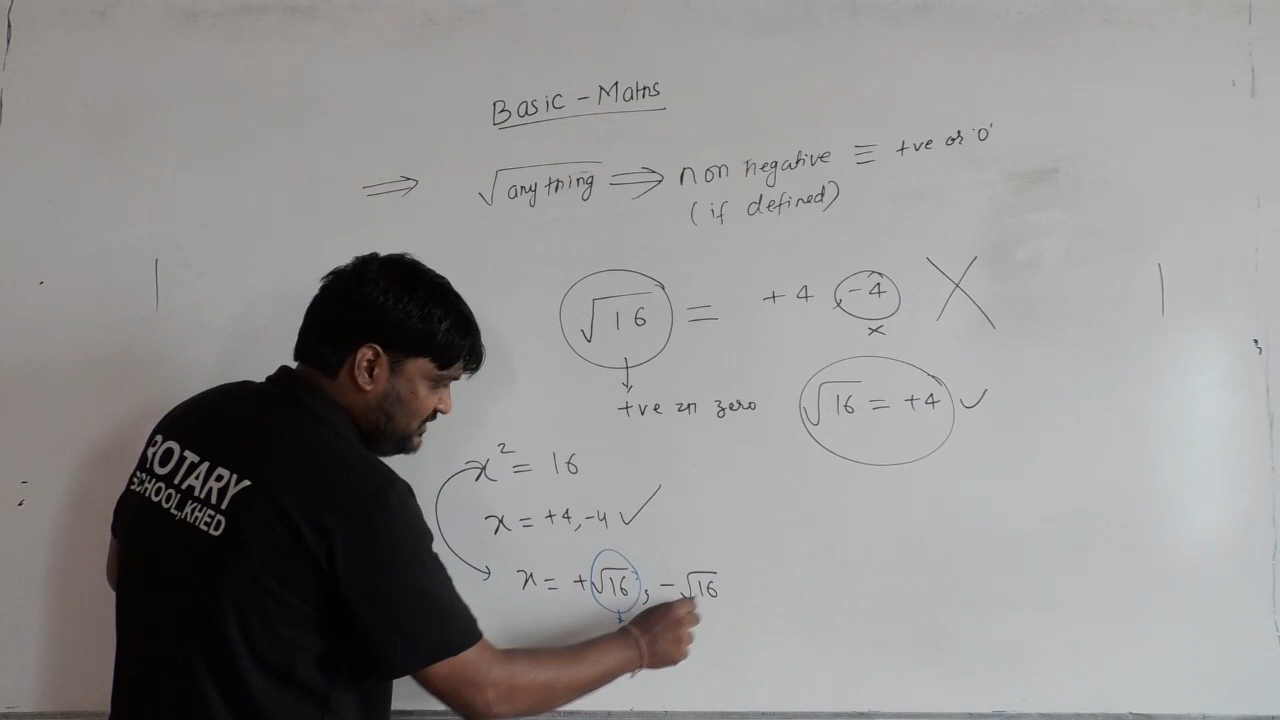 Basic - Maths
⇒ √anything ⇒ non negative ≡ +ve or '0'
(if defined)
√16 = +4, -4 X
x
+ve zn zero
√16 = +4 ✓
x² = 16
x = +4, -4 ✓
x = +√16, -√16
ROTARY
SCHOOL, KHED